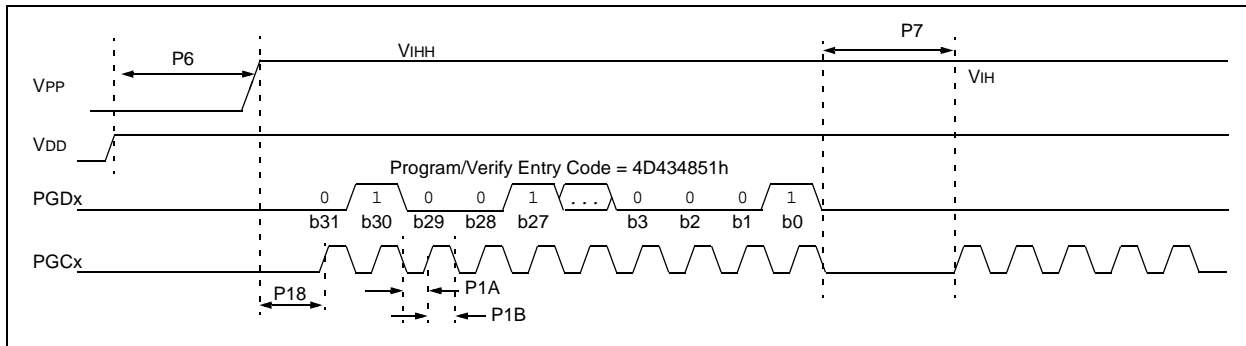 P6
VIHH
P7
VPP
VIH
VDD
Program/Verify Entry Code = 4D434851h
PGDx
0 1 0 0 1 ... 0 0 0 1
b31 b30 b29 b28 b27 b3 b2 b1 b0
PGCx
P18
P1A
P1B